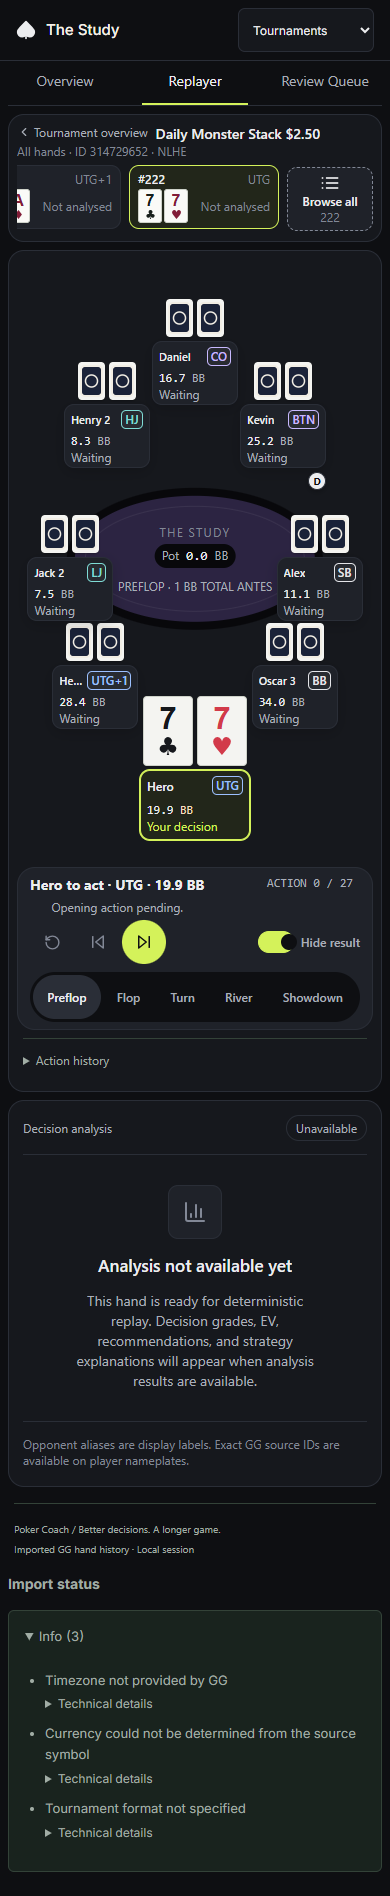 The Study
Tournaments
Overview
Replayer
Review Queue
Tournament overview
Daily Monster Stack $2.50
All hands · ID 314729652 · NLHE
A
UTG+1
Not analysed
#222
UTG
7 7
Not analysed
Browse all
222
Daniel CO
16.7 BB
Waiting
Henry 2 HJ
8.3 BB
Waiting
Kevin BTN
25.2 BB
Waiting
D
THE STUDY
Pot 0.0 BB
PREFLOP · 1 BB TOTAL ANTES
Jack 2 LJ
7.5 BB
Waiting
Alex SB
11.1 BB
Waiting
He... UTG+1
28.4 BB
Waiting
Oscar 3 BB
34.0 BB
Waiting
7 7
Hero UTG
19.9 BB
Your decision
Hero to act · UTG · 19.9 BB
ACTION 0 / 27
Opening action pending.
Hide result
Preflop
Flop
Turn
River
Showdown
Action history
Decision analysis
Unavailable
Analysis not available yet
This hand is ready for deterministic
replay. Decision grades, EV,
recommendations, and strategy
explanations will appear when analysis
results are available.
Opponent aliases are display labels. Exact GG source IDs are
available on player nameplates.
Poker Coach / Better decisions. A longer game.
Imported GG hand history · Local session
Import status
Info (3)
• Timezone not provided by GG
Technical details
• Currency could not be determined from the source
symbol
Technical details
• Tournament format not specified
Technical details